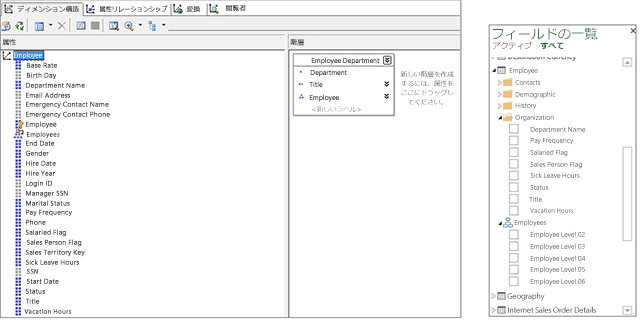 ディメンション構造
属性リレーションシップ
変換
閲覧者
属性
Employee
Base Rate
Birth Day
Department Name
Email Address
Emergency Contact Name
Emergency Contact Phone
Employee
Employees
End Date
Gender
Hire Date
Hire Year
Login ID
Manager SSN
Marital Status
Pay Frequency
Phone
Salaried Flag
Sales Person Flag
Sales Territory Key
Sick Leave Hours
SSN
Start Date
Status
Title
Vacation Hours
階層
Employee Department
Department
Title
Employee
<新しいラベル>
新しい階層を作成
するには、属性を
ここにドラッグし
てください。
フィールドの一覧
アクティブ すべて
Destination Currency
Employee
Contacts
Demographic
History
Organization
Department Name
Pay Frequency
Salaried Flag
Sales Person Flag
Sick Leave Hours
Status
Title
Vacation Hours
Employees
Employee Level 02
Employee Level 03
Employee Level 04
Employee Level 05
Employee Level 06
Geography
Internet Sales Order Details